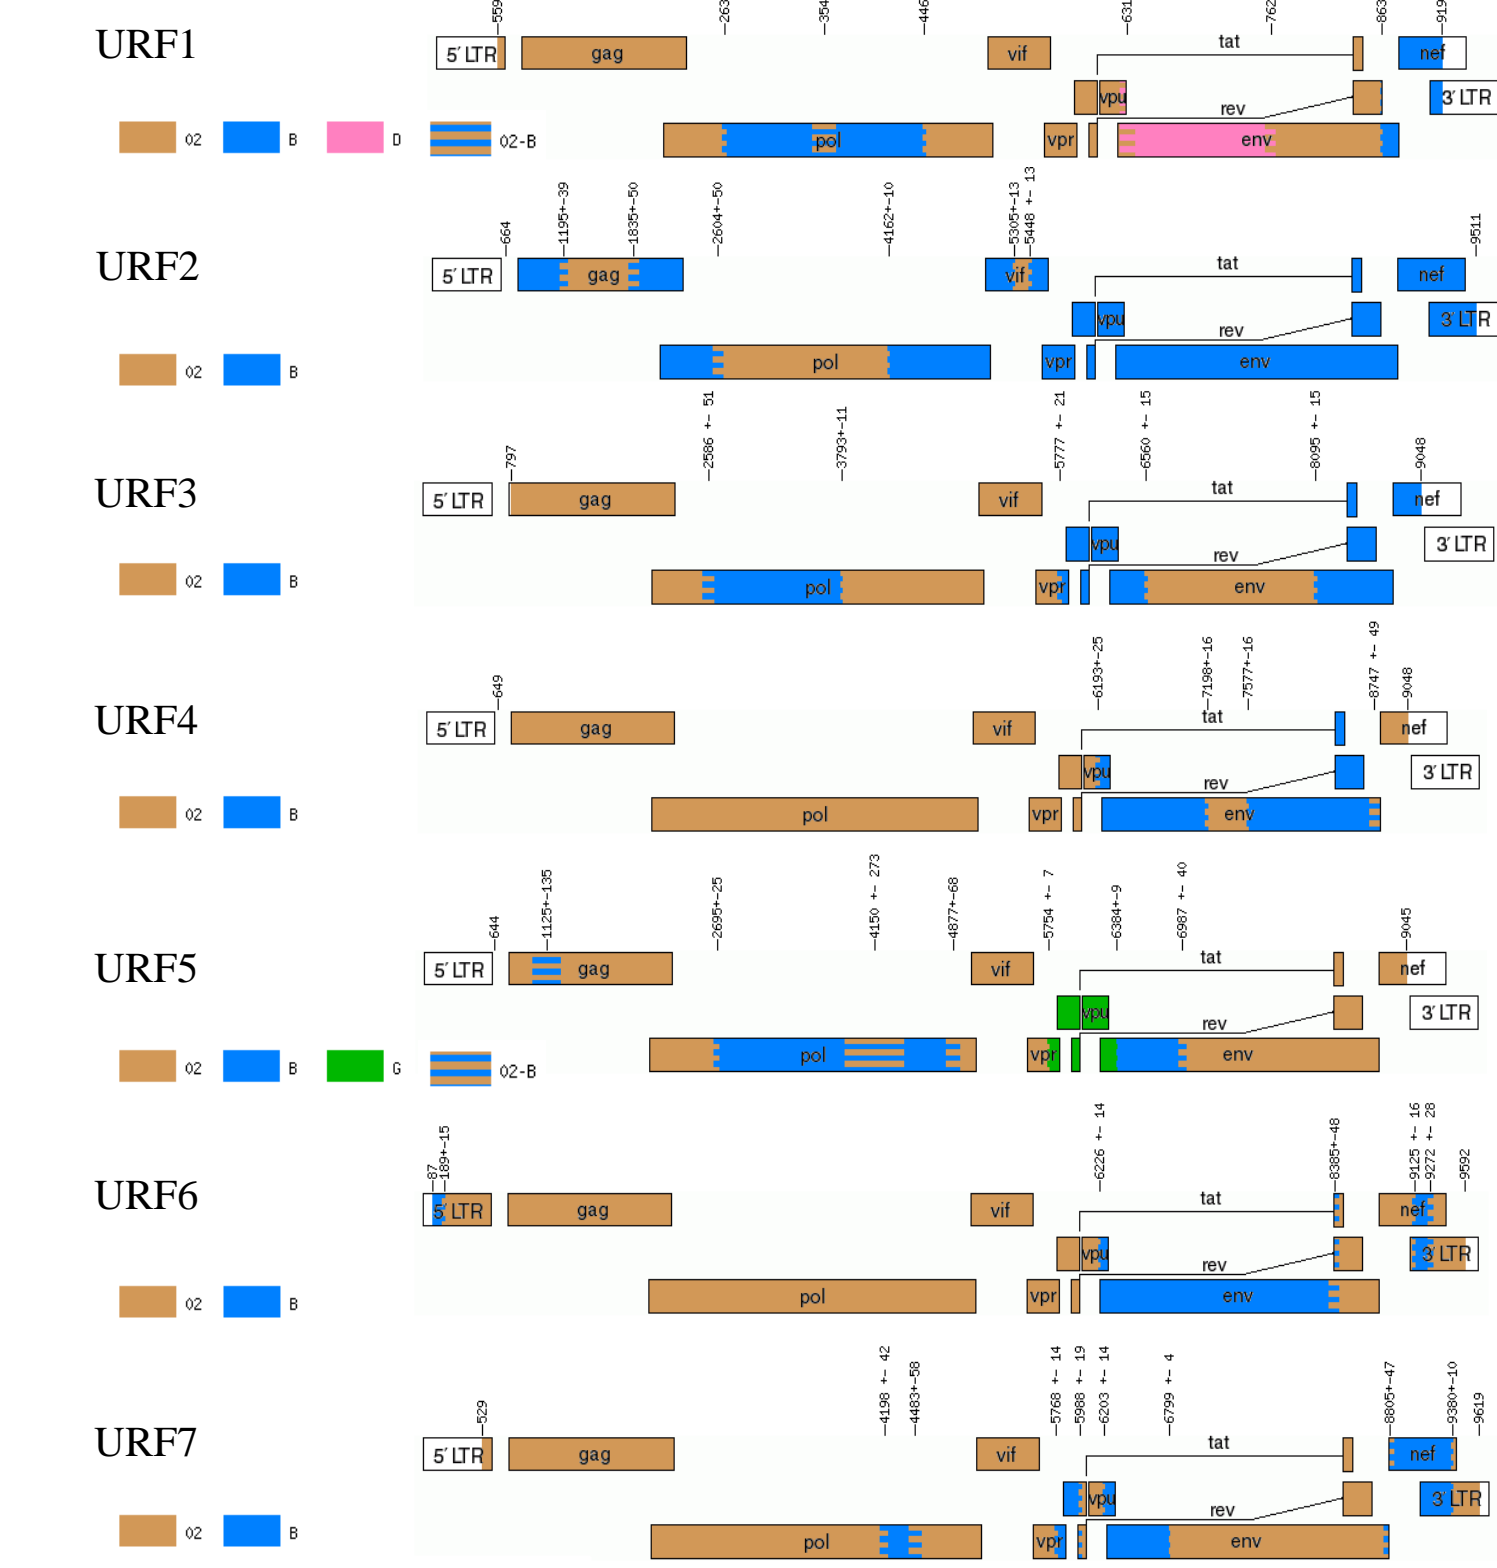 559 263 354 446 631 762 863 919
URF1 5′ LTR gag vif tat nef
vpu rev 3′ LTR
02 B D 02-B pol vpr env
664 1195+-39 1835+-50 2604+-50 4162+-10 5305+-13 5448 +- 13 9511
URF2 5′ LTR gag vif tat nef
vpu rev 3′ LTR
02 B pol vpr env
797 2586 +- 51 3793+-11 5777 +- 21 6560 +- 15 8095 +- 15 9048
URF3 5′ LTR gag vif tat nef
vpu rev 3′ LTR
02 B pol vpr env
649 6193+-25 7198+-16 7577+-16 8747 +- 49 9048
URF4 5′ LTR gag vif tat nef
vpu rev 3′ LTR
02 B pol vpr env
644 1125+-135 2695+-25 4150 +- 273 4877+-68 5754 +- 7 6384+-9 6987 +- 40 9045
URF5 5′ LTR gag vif tat nef
vpu rev 3′ LTR
02 B G 02-B pol vpr env
87 189+-15 6226 +- 14 8385+-48 9125 +- 16 9272 +- 28 9592
URF6 5′ LTR gag vif tat nef
vpu rev 3′ LTR
02 B pol vpr env
529 4198 +- 42 4483+-58 5768 +- 14 5988 +- 19 6203 +- 14 6799 +- 4 8805+-47 9380+-10 9619
URF7 5′ LTR gag vif tat nef
vpu rev 3′ LTR
02 B pol vpr env